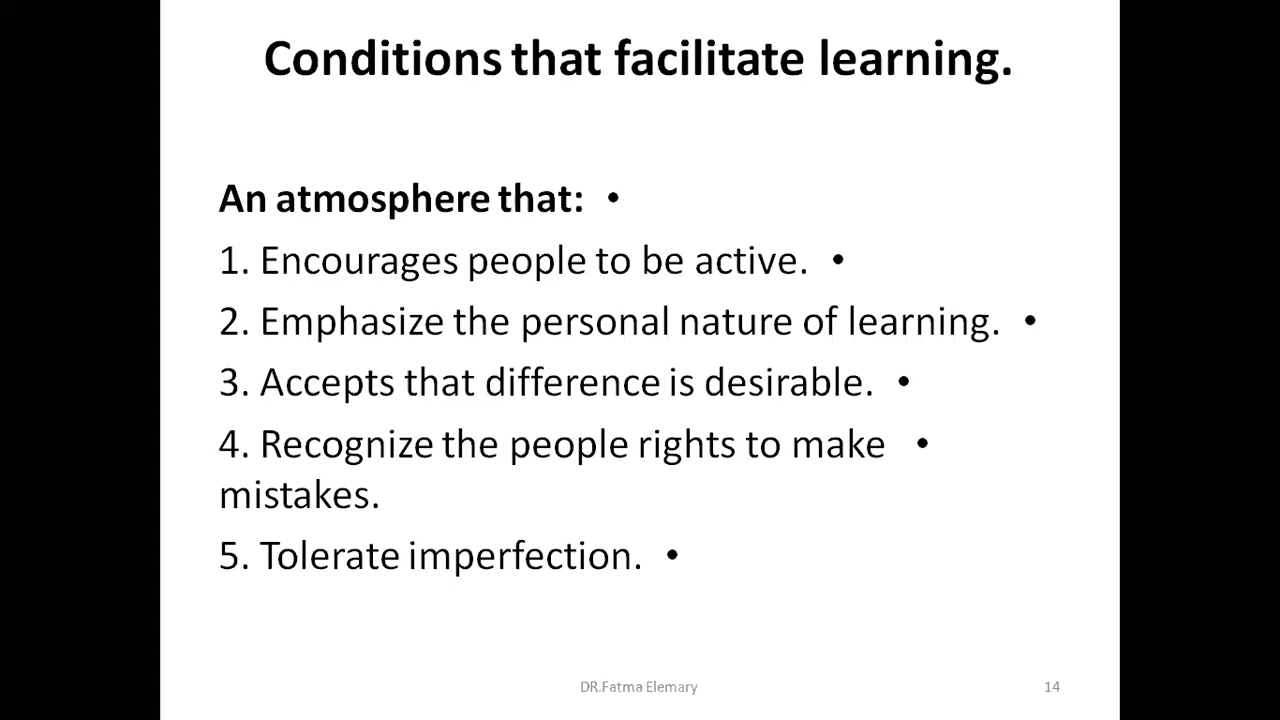 Conditions that facilitate learning.
An atmosphere that: •
1. Encourages people to be active. •
2. Emphasize the personal nature of learning. •
3. Accepts that difference is desirable. •
4. Recognize the people rights to make •
mistakes.
5. Tolerate imperfection. •
DR.Fatma Elemary
14